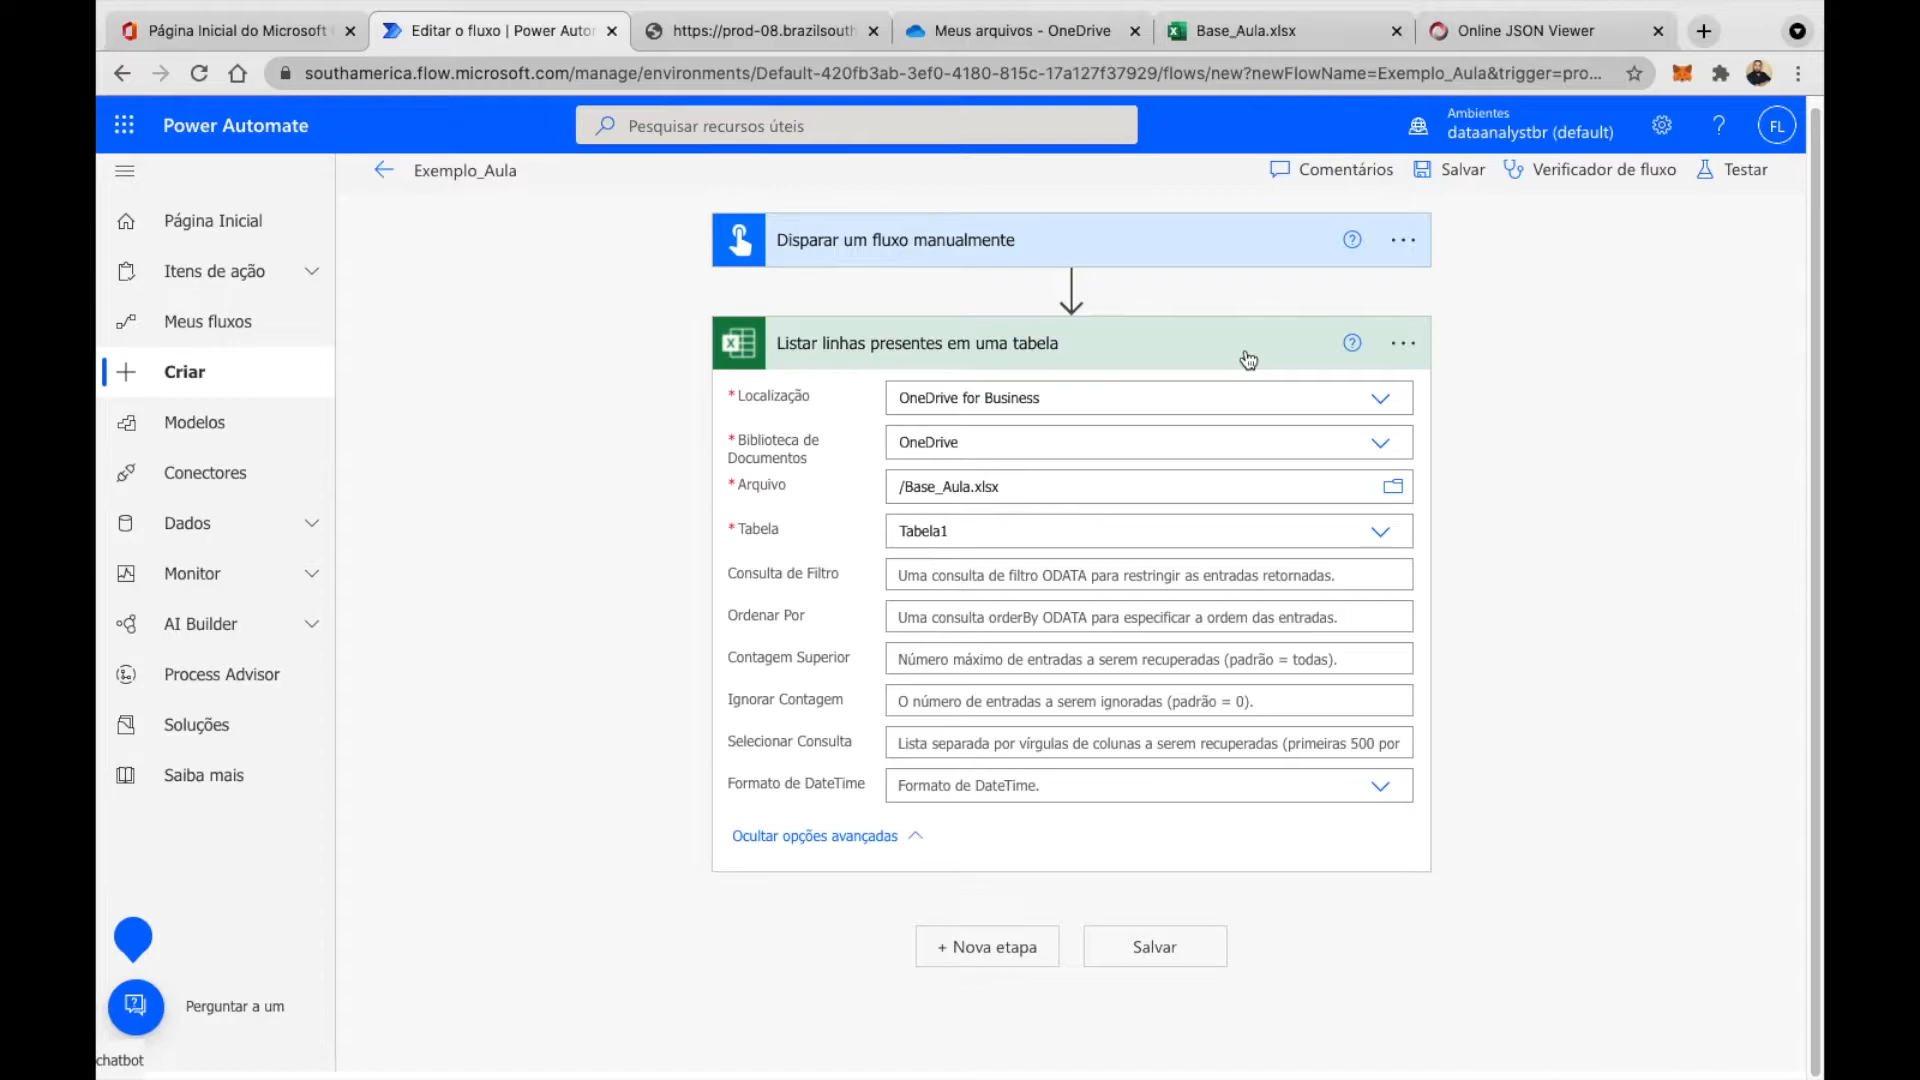 Página Inicial do Microsoft
Editar o fluxo | Power Autor
https://prod-08.brazilsouth
Meus arquivos - OneDrive
Base_Aula.xlsx
Online JSON Viewer
southamerica.flow.microsoft.com/manage/environments/Default-420fb3ab-3ef0-4180-815c-17a127f37929/flows/new?newFlowName=Exemplo_Aula&trigger=pro...
Power Automate
Pesquisar recursos úteis
Ambientes
dataanalystbr (default)
FL
Exemplo_Aula
Comentários
Salvar
Verificador de fluxo
Testar
Página Inicial
Itens de ação
Meus fluxos
Criar
Modelos
Conectores
Dados
Monitor
AI Builder
Process Advisor
Soluções
Saiba mais
Perguntar a um
chatbot
Disparar um fluxo manualmente
Listar linhas presentes em uma tabela
* Localização
OneDrive for Business
* Biblioteca de
Documentos
OneDrive
* Arquivo
/Base_Aula.xlsx
* Tabela
Tabela1
Consulta de Filtro
Uma consulta de filtro ODATA para restringir as entradas retornadas.
Ordenar Por
Uma consulta orderBy ODATA para especificar a ordem das entradas.
Contagem Superior
Número máximo de entradas a serem recuperadas (padrão = todas).
Ignorar Contagem
O número de entradas a serem ignoradas (padrão = 0).
Selecionar Consulta
Lista separada por vírgulas de colunas a serem recuperadas (primeiras 500 por
Formato de DateTime
Formato de DateTime.
Ocultar opções avançadas
+ Nova etapa
Salvar